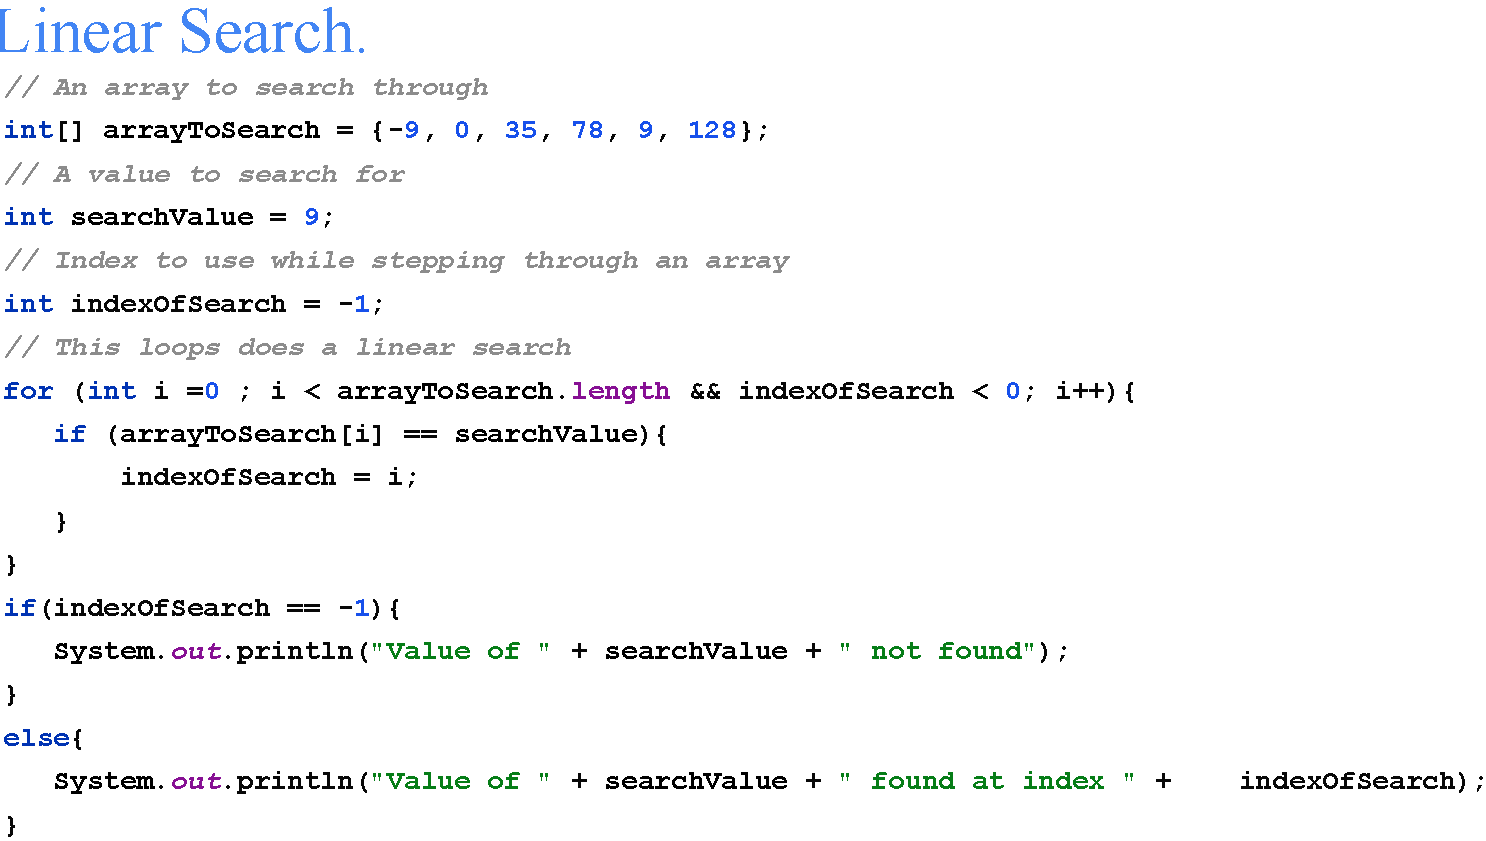 Linear Search.
// An array to search through
int[] arrayToSearch = {-9, 0, 35, 78, 9, 128};
// A value to search for
int searchValue = 9;
// Index to use while stepping through an array
int indexOfSearch = -1;
// This loops does a linear search
for (int i =0 ; i < arrayToSearch.length && indexOfSearch < 0; i++){
   if (arrayToSearch[i] == searchValue){
       indexOfSearch = i;
   }
}
if(indexOfSearch == -1){
   System.out.println("Value of " + searchValue + " not found");
}
else{
   System.out.println("Value of " + searchValue + " found at index " +    indexOfSearch);
}